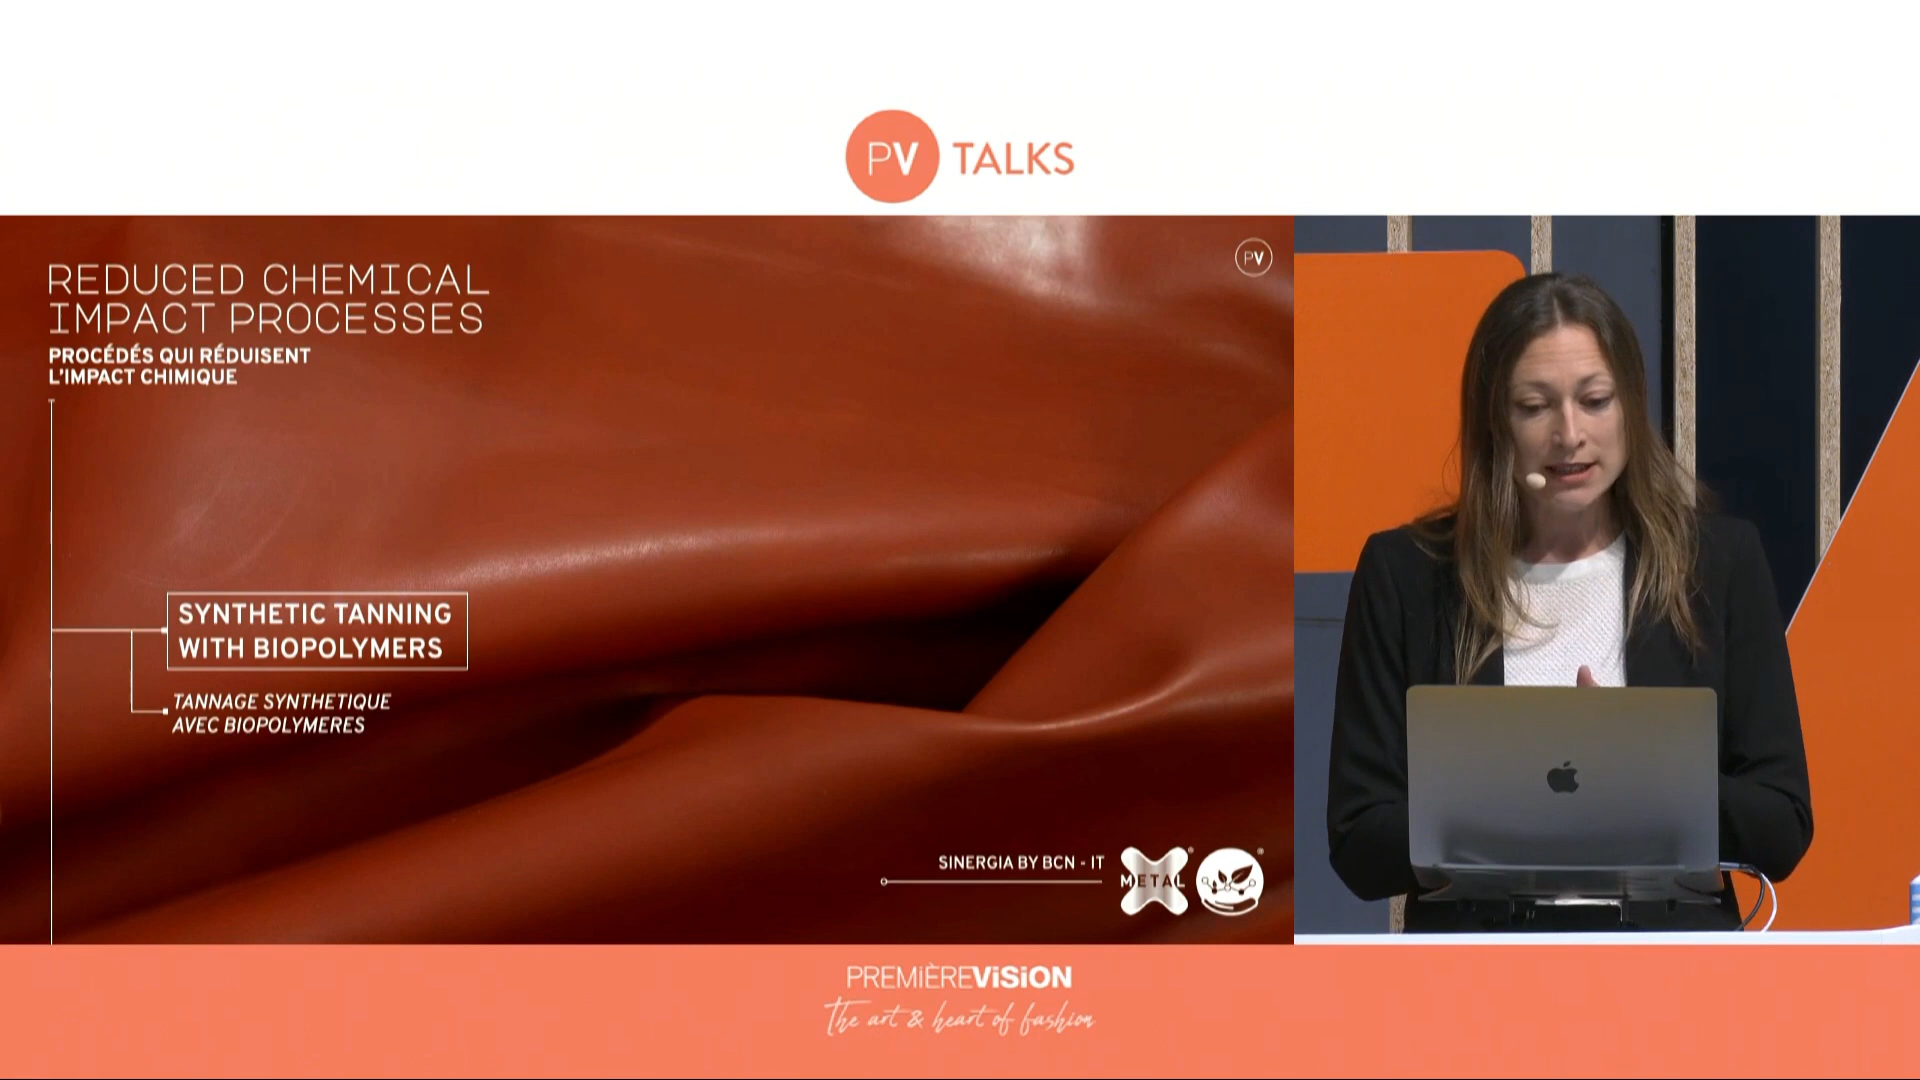 PV TALKS
PV
REDUCED CHEMICAL
IMPACT PROCESSES
PROCÉDÉS QUI RÉDUISENT
L'IMPACT CHIMIQUE
SYNTHETIC TANNING
WITH BIOPOLYMERS
TANNAGE SYNTHETIQUE
AVEC BIOPOLYMERES
SINERGIA BY BCN - IT
METAL
PREMIÈREViSiON
The art & heart of fashion